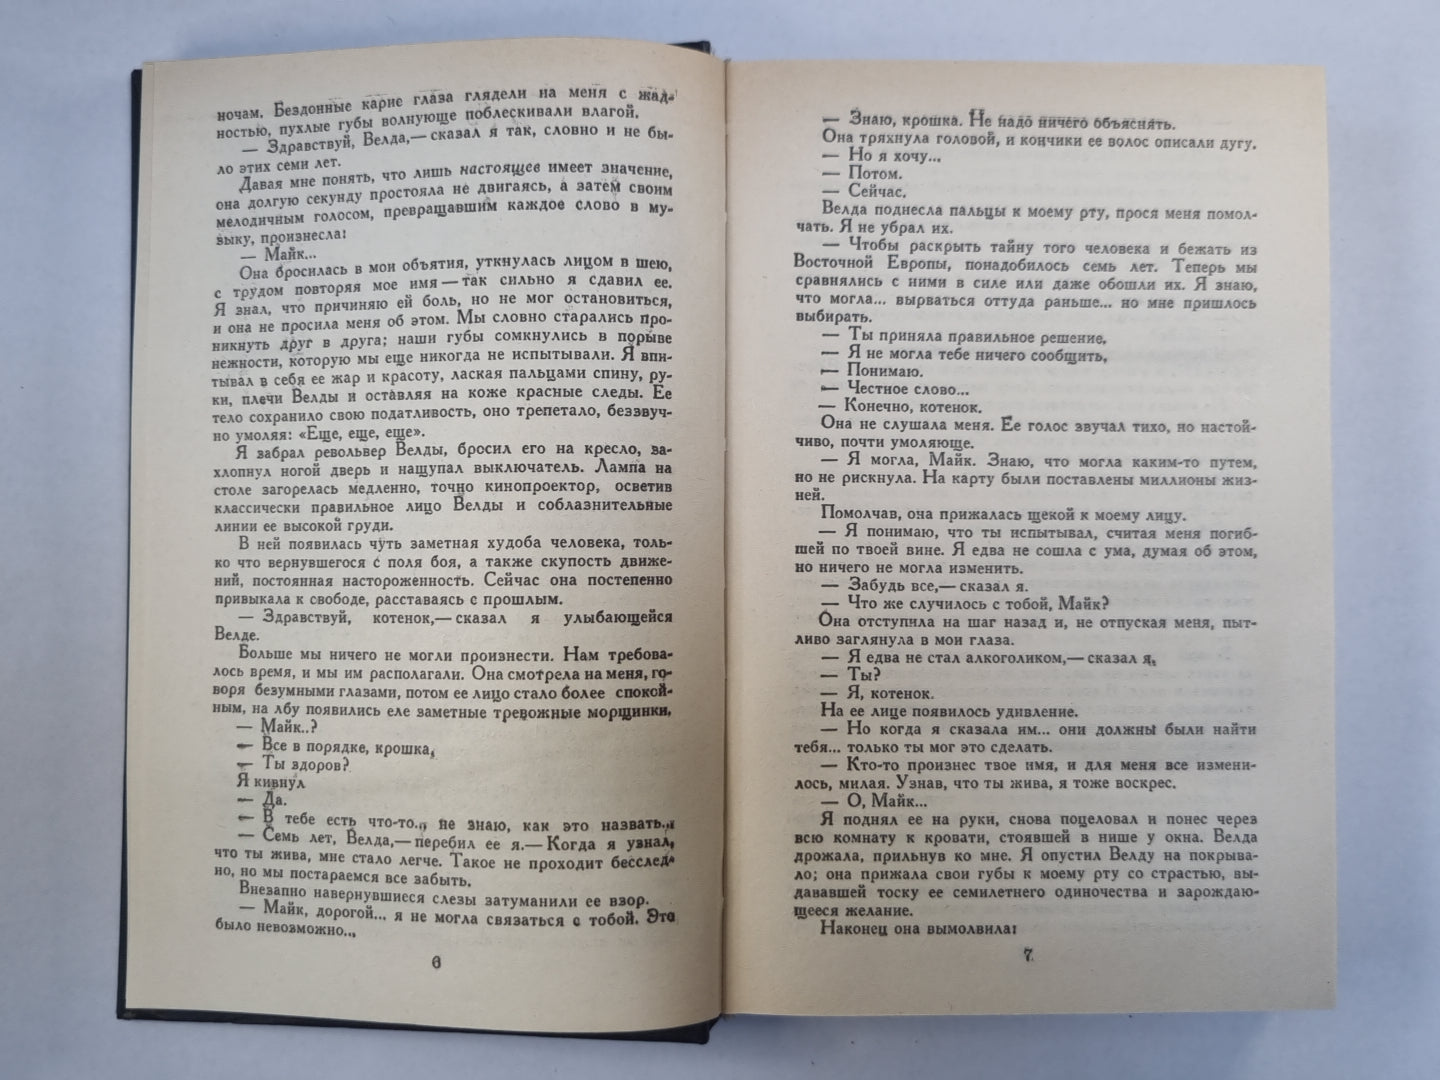 ночам. Бездонные карие глаза глядели на меня с жад-
ностью, пухлые губы волнующе поблескивали влагой.
— Здравствуй, Велда,— сказал я так, словно и не бы-
ло этих семи лет.
Давая мне понять, что лишь настоящее имеет значение,
она долгую секунду простояла не двигаясь, а затем своим
мелодичным голосом, превращавшим каждое слово в му-
зыку, произнесла:
— Майк...
Она бросилась в мои объятия, уткнулась лицом в шею,
с трудом повторяя мое имя — так сильно я сдавил ее.
Я знал, что причиняю ей боль, но не мог остановиться,
и она не просила меня об этом. Мы словно старались про-
никнуть друг в друга; наши губы сомкнулись в порыве
нежности, которую мы еще никогда не испытывали. Я впи-
тывал в себя ее жар и красоту, лаская пальцами спину, ру-
ки, плечи Велды и оставляя на коже красные следы. Ее
тело сохранило свою податливость, оно трепетало, беззвуч-
но умоляя: «Еще, еще, еще».
Я забрал револьвер Велды, бросил его на кресло, за-
хлопнул ногой дверь и нащупал выключатель. Лампа на
столе загорелась медленно, точно кинопроектор, осветив
классически правильное лицо Велды и соблазнительные
линии ее высокой груди.
В ней появилась чуть заметная худоба человека, толь-
ко что вернувшегося с поля боя, а также скупость движе-
ний, постоянная настороженность. Сейчас она постепенно
привыкала к свободе, расставаясь с прошлым.
— Здравствуй, котенок,— сказал я улыбающейся
Велде.
Больше мы ничего не могли произнести. Нам требова-
лось время, и мы им располагали. Она смотрела на меня, го-
воря безумными глазами, потом ее лицо стало более спокой-
ным, на лбу появились еле заметные тревожные морщинки.
— Майк..?
— Все в порядке, крошка.
— Ты здоров?
Я кивнул
— Да.
— В тебе есть что-то... не знаю, как это назвать...
— Семь лет, Велда,— перебил ее я.— Когда я узнал,
что ты жива, мне стало легче. Такое не проходит бесслед-
но, но мы постараемся все забыть.
Внезапно навернувшиеся слезы затуманили ее взор.
— Майк, дорогой... я не могла связаться с тобой. Это
было невозможно...
6
— Знаю, крошка. Не надо ничего объяснять.
Она тряхнула головой, и кончики ее волос описали дугу.
— Но я хочу...
— Потом.
— Сейчас.
Велда поднесла пальцы к моему рту, прося меня помол-
чать. Я не убрал их.
— Чтобы раскрыть тайну того человека и бежать из
Восточной Европы, понадобилось семь лет. Теперь мы
сравнялись с ними в силе или даже обошли их. Я знаю,
что могла... вырваться оттуда раньше... но мне пришлось
выбирать.
— Ты приняла правильное решение.
— Я не могла тебе ничего сообщить.
— Понимаю.
— Честное слово...
— Конечно, котенок.
Она не слушала меня. Ее голос звучал тихо, но настой-
чиво, почти умоляюще.
— Я могла, Майк. Знаю, что могла каким-то путем,
но не рискнула. На карту были поставлены миллионы жиз-
ней.
Помолчав, она прижалась щекой к моему лицу.
— Я понимаю, что ты испытывал, считая меня погиб-
шей по твоей вине. Я едва не сошла с ума, думая об этом,
но ничего не могла изменить.
— Забудь все,— сказал я.
— Что же случилось с тобой, Майк?
Она отступила на шаг назад и, не отпуская меня, пыт-
ливо заглянула в мои глаза.
— Я едва не стал алкоголиком,— сказал я.
— Ты?
— Я, котенок.
На ее лице появилось удивление.
— Но когда я сказала им... они должны были найти
тебя... только ты мог это сделать.
— Кто-то произнес твое имя, и для меня все измени-
лось, милая. Узнав, что ты жива, я тоже воскрес.
— О, Майк...
Я поднял ее на руки, снова поцеловал и понес через
всю комнату к кровати, стоявшей в нише у окна. Велда
дрожала, прильнув ко мне. Я опустил Велду на покрыва-
ло; она прижала свои губы к моему рту со страстью, вы-
дававшей тоску ее семилетнего одиночества и зарождаю-
щееся желание.
Наконец она вымолвила:
7